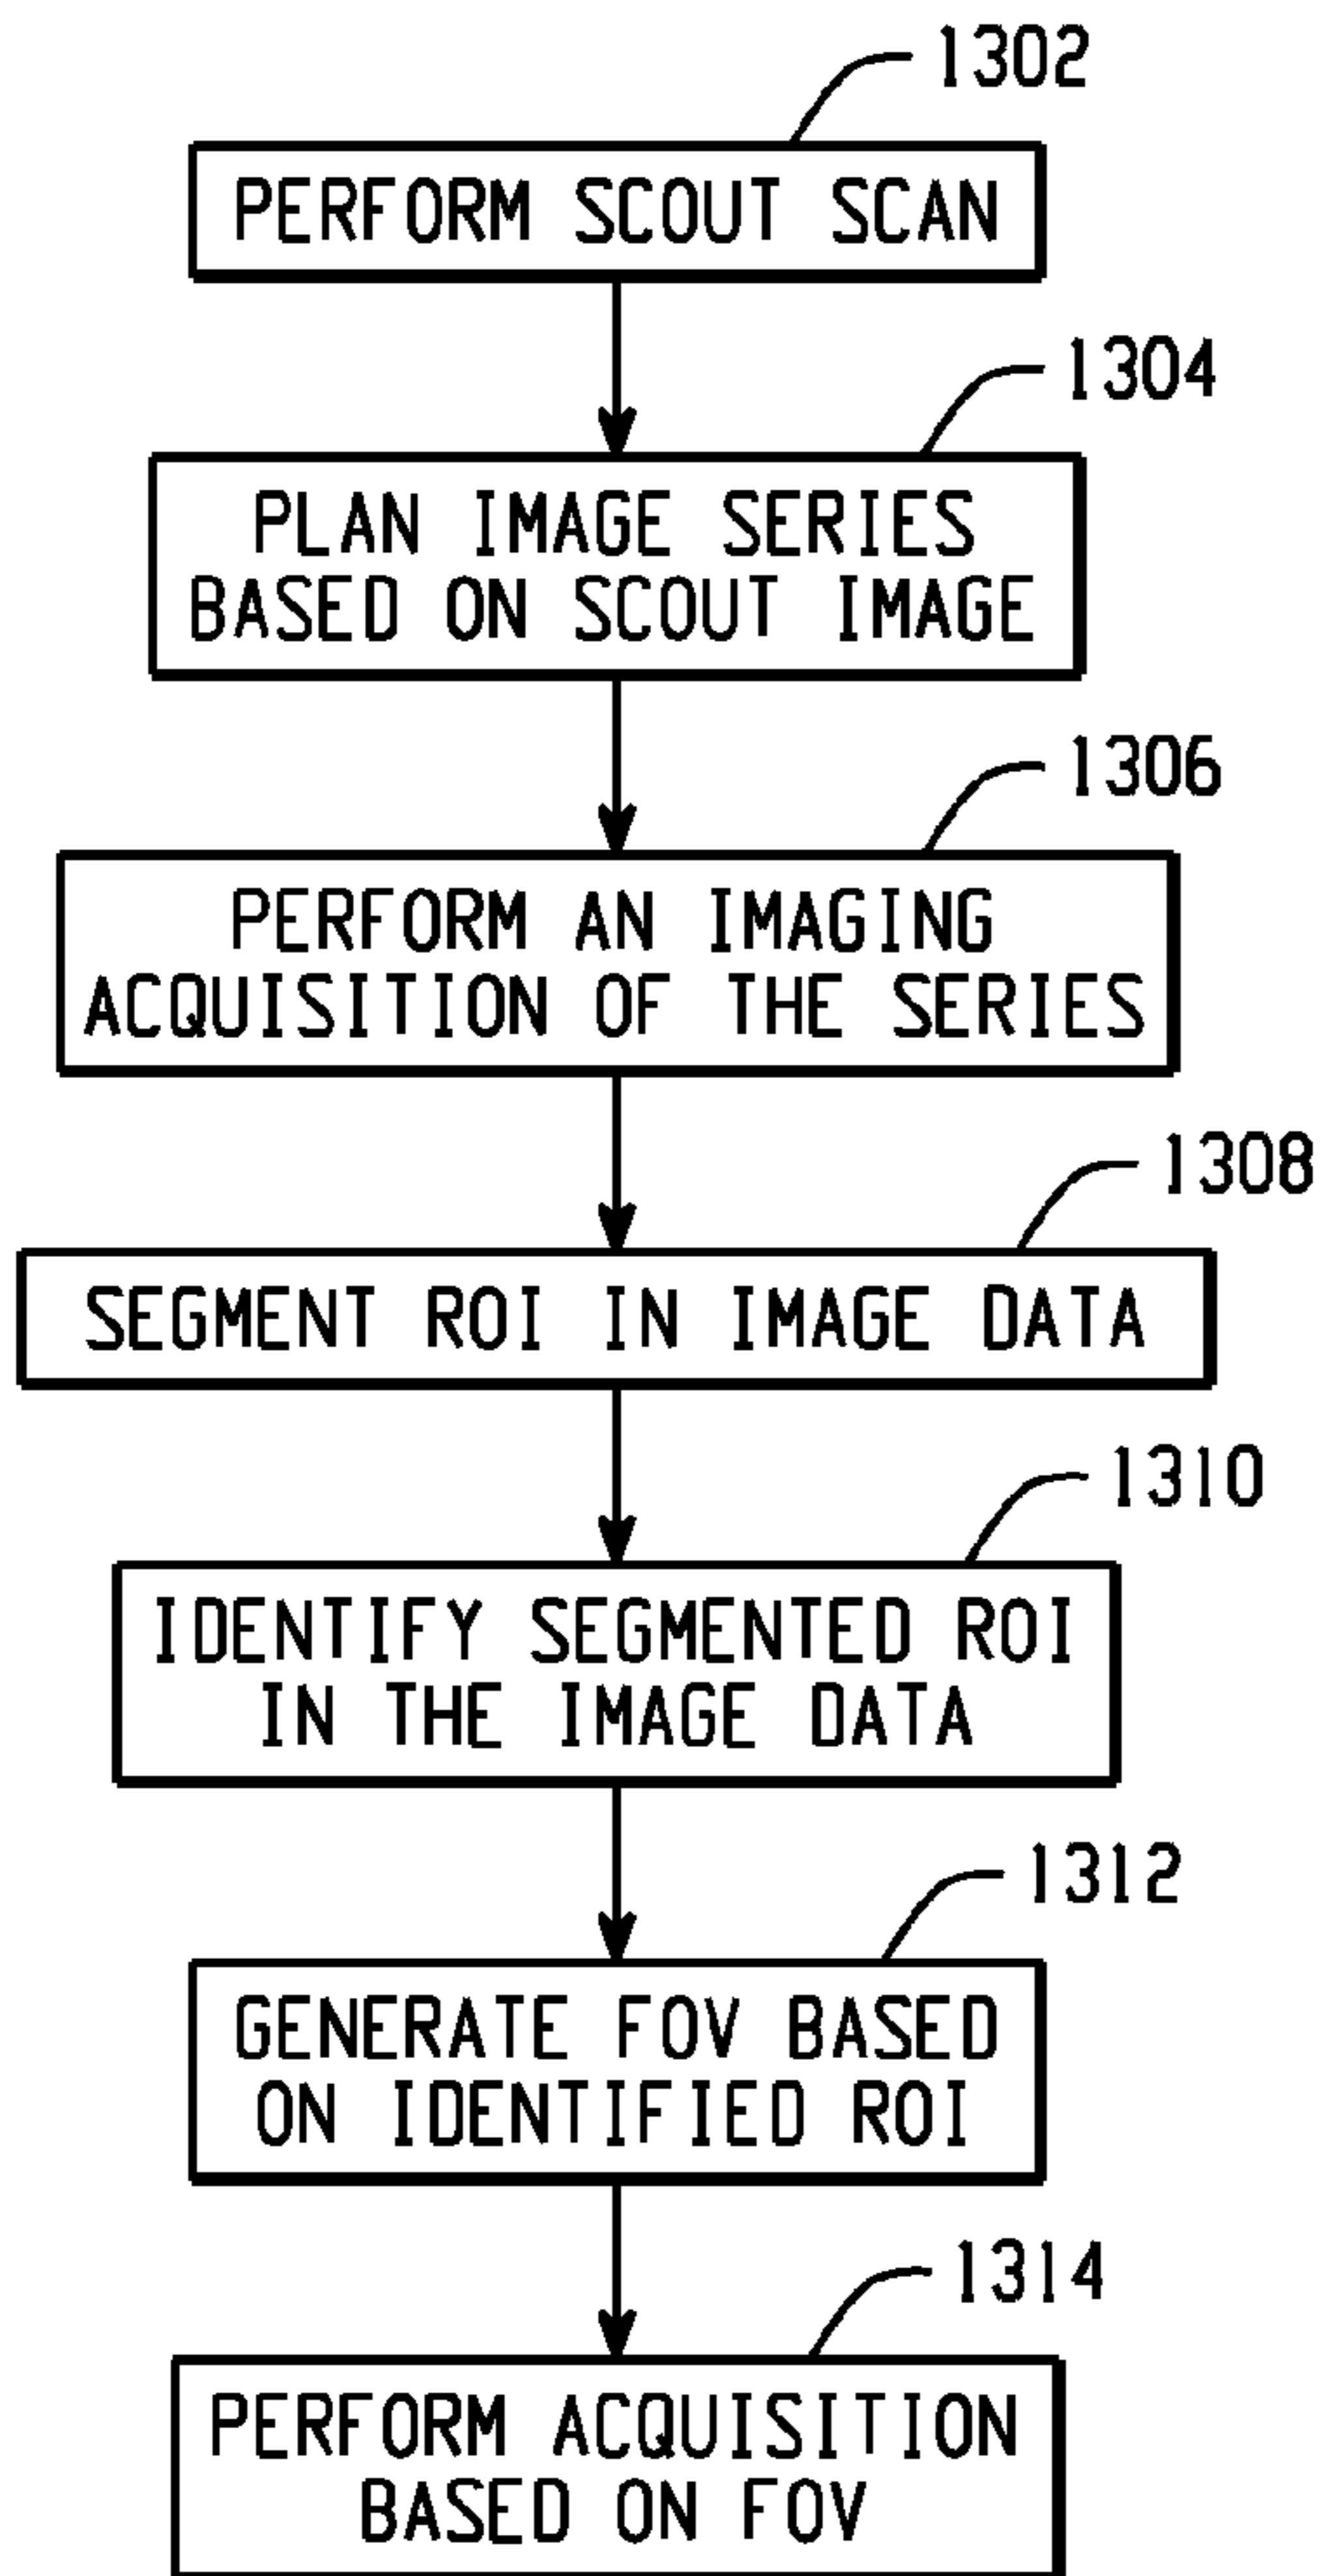 1302
PERFORM SCOUT SCAN
1304
PLAN IMAGE SERIES
BASED ON SCOUT IMAGE
1306
PERFORM AN IMAGING
ACQUISITION OF THE SERIES
1308
SEGMENT ROI IN IMAGE DATA
1310
IDENTIFY SEGMENTED ROI
IN THE IMAGE DATA
1312
GENERATE FOV BASED
ON IDENTIFIED ROI
1314
PERFORM ACQUISITION
BASED ON FOV